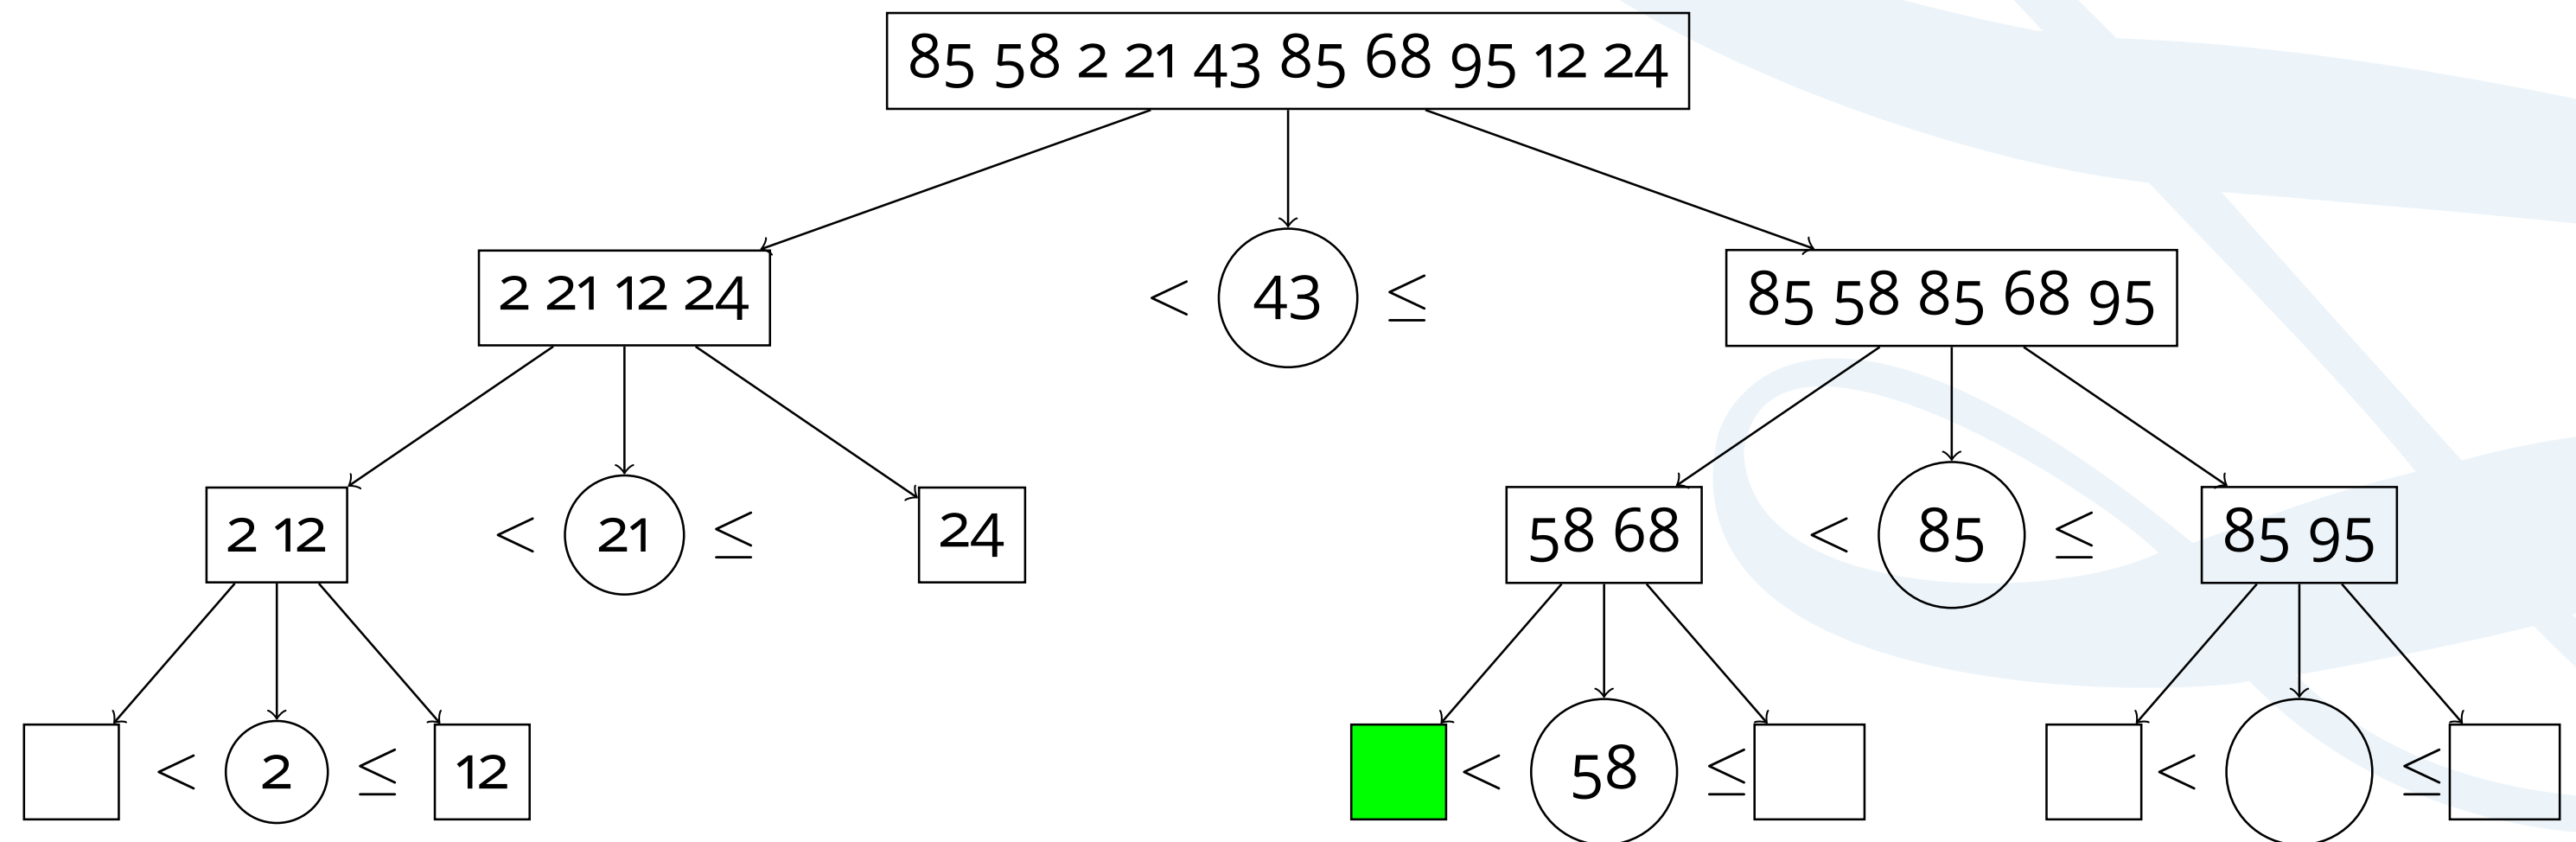 85 58 2 21 43 85 68 95 12 24
2 21 12 24 < 43 ≤ 85 58 85 68 95
2 12 < 21 ≤ 24 58 68 < 85 ≤ 85 95
< 2 ≤ 12 < 58 ≤ < ≤